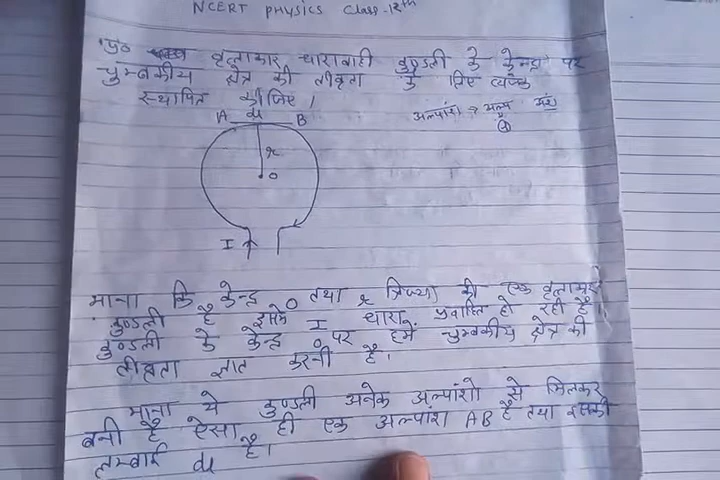 NCERT PHYSICS Class-12th
प्र० वृत्ताकार धारावाही कुण्डली के केन्द्र पर
चुम्बकीय क्षेत्र की तीव्रता के लिए व्यंजक
स्थापित कीजिए।
अल्पांश →
A dl B
r
O
I
माना कि केन्द्र O तथा r त्रिज्या की एक वृत्ताकार
कुण्डली है इसमे I धारा प्रवाहित हो रही है।
कुण्डली के केन्द्र O पर हमें चुम्बकीय क्षेत्र की
तीव्रता ज्ञात करनी है।
माना ये कुण्डली अनेक अल्पांशो से मिलकर
बनी है ऐसा ही एक अल्पांश AB है तथा इसकी
लम्बाई dl है।